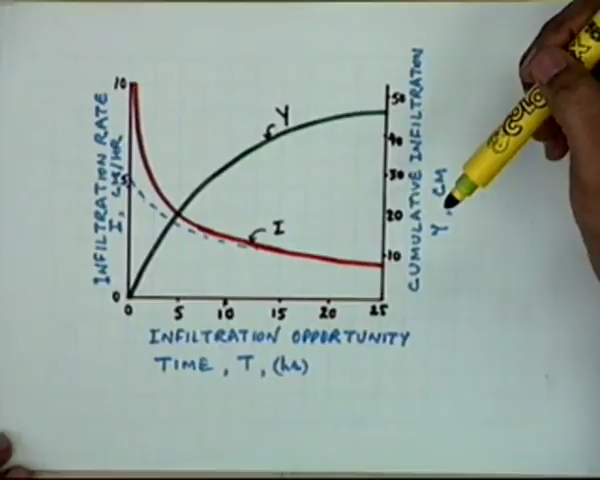 INFILTRATION RATE
I, CM/HR
10
5
0
Y
I
50
40
30
20
10
CUMULATIVE INFILTRATION
Y, CM
0 5 10 15 20 25
INFILTRATION OPPORTUNITY
TIME, T, (hs)